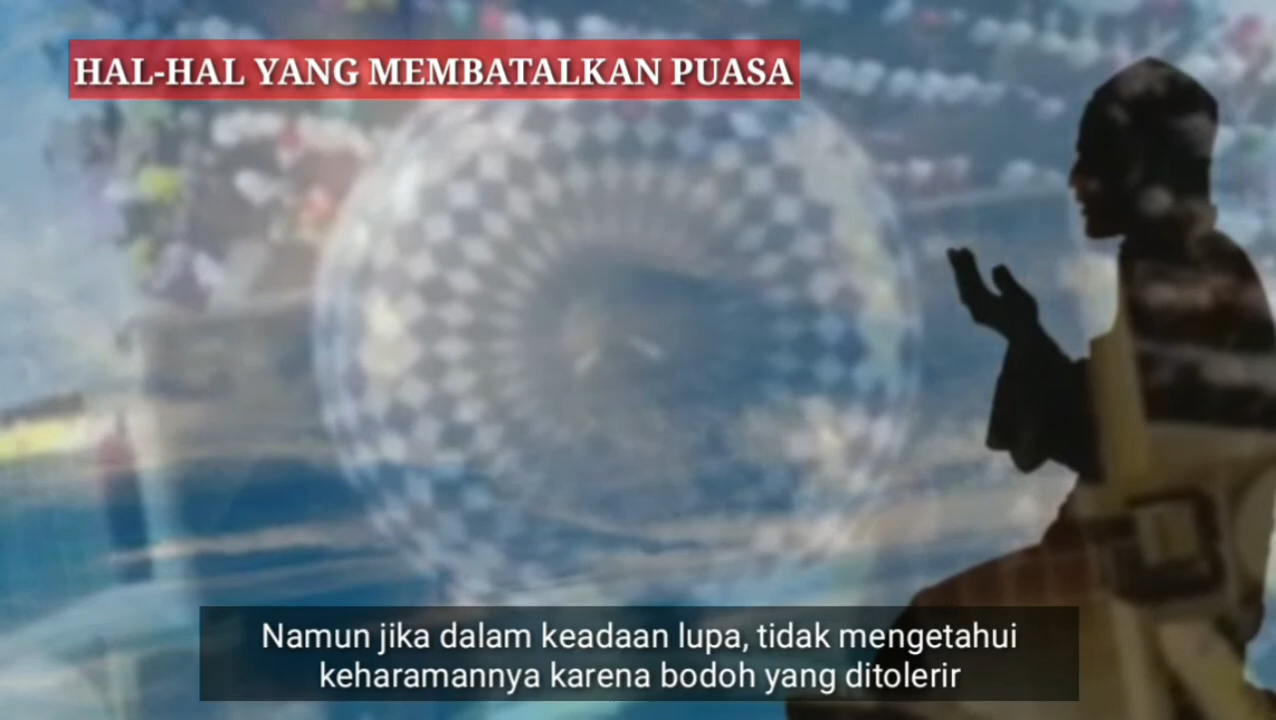 HAL-HAL YANG MEMBATALKAN PUASA
Namun jika dalam keadaan lupa, tidak mengetahui
keharamannya karena bodoh yang ditolerir